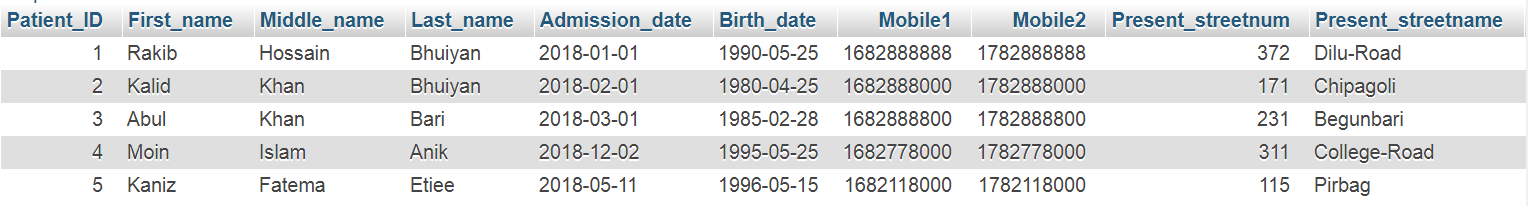 Patient_ID First_name Middle_name Last_name Admission_date Birth_date Mobile1 Mobile2 Present_streetnum Present_streetname
1 Rakib Hossain Bhuiyan 2018-01-01 1990-05-25 1682888888 1782888888 372 Dilu-Road
2 Kalid Khan Bhuiyan 2018-02-01 1980-04-25 1682888000 1782888000 171 Chipagoli
3 Abul Khan Bari 2018-03-01 1985-02-28 1682888800 1782888800 231 Begunbari
4 Moin Islam Anik 2018-12-02 1995-05-25 1682778000 1782778000 311 College-Road
5 Kaniz Fatema Etiee 2018-05-11 1996-05-15 1682118000 1782118000 115 Pirbag